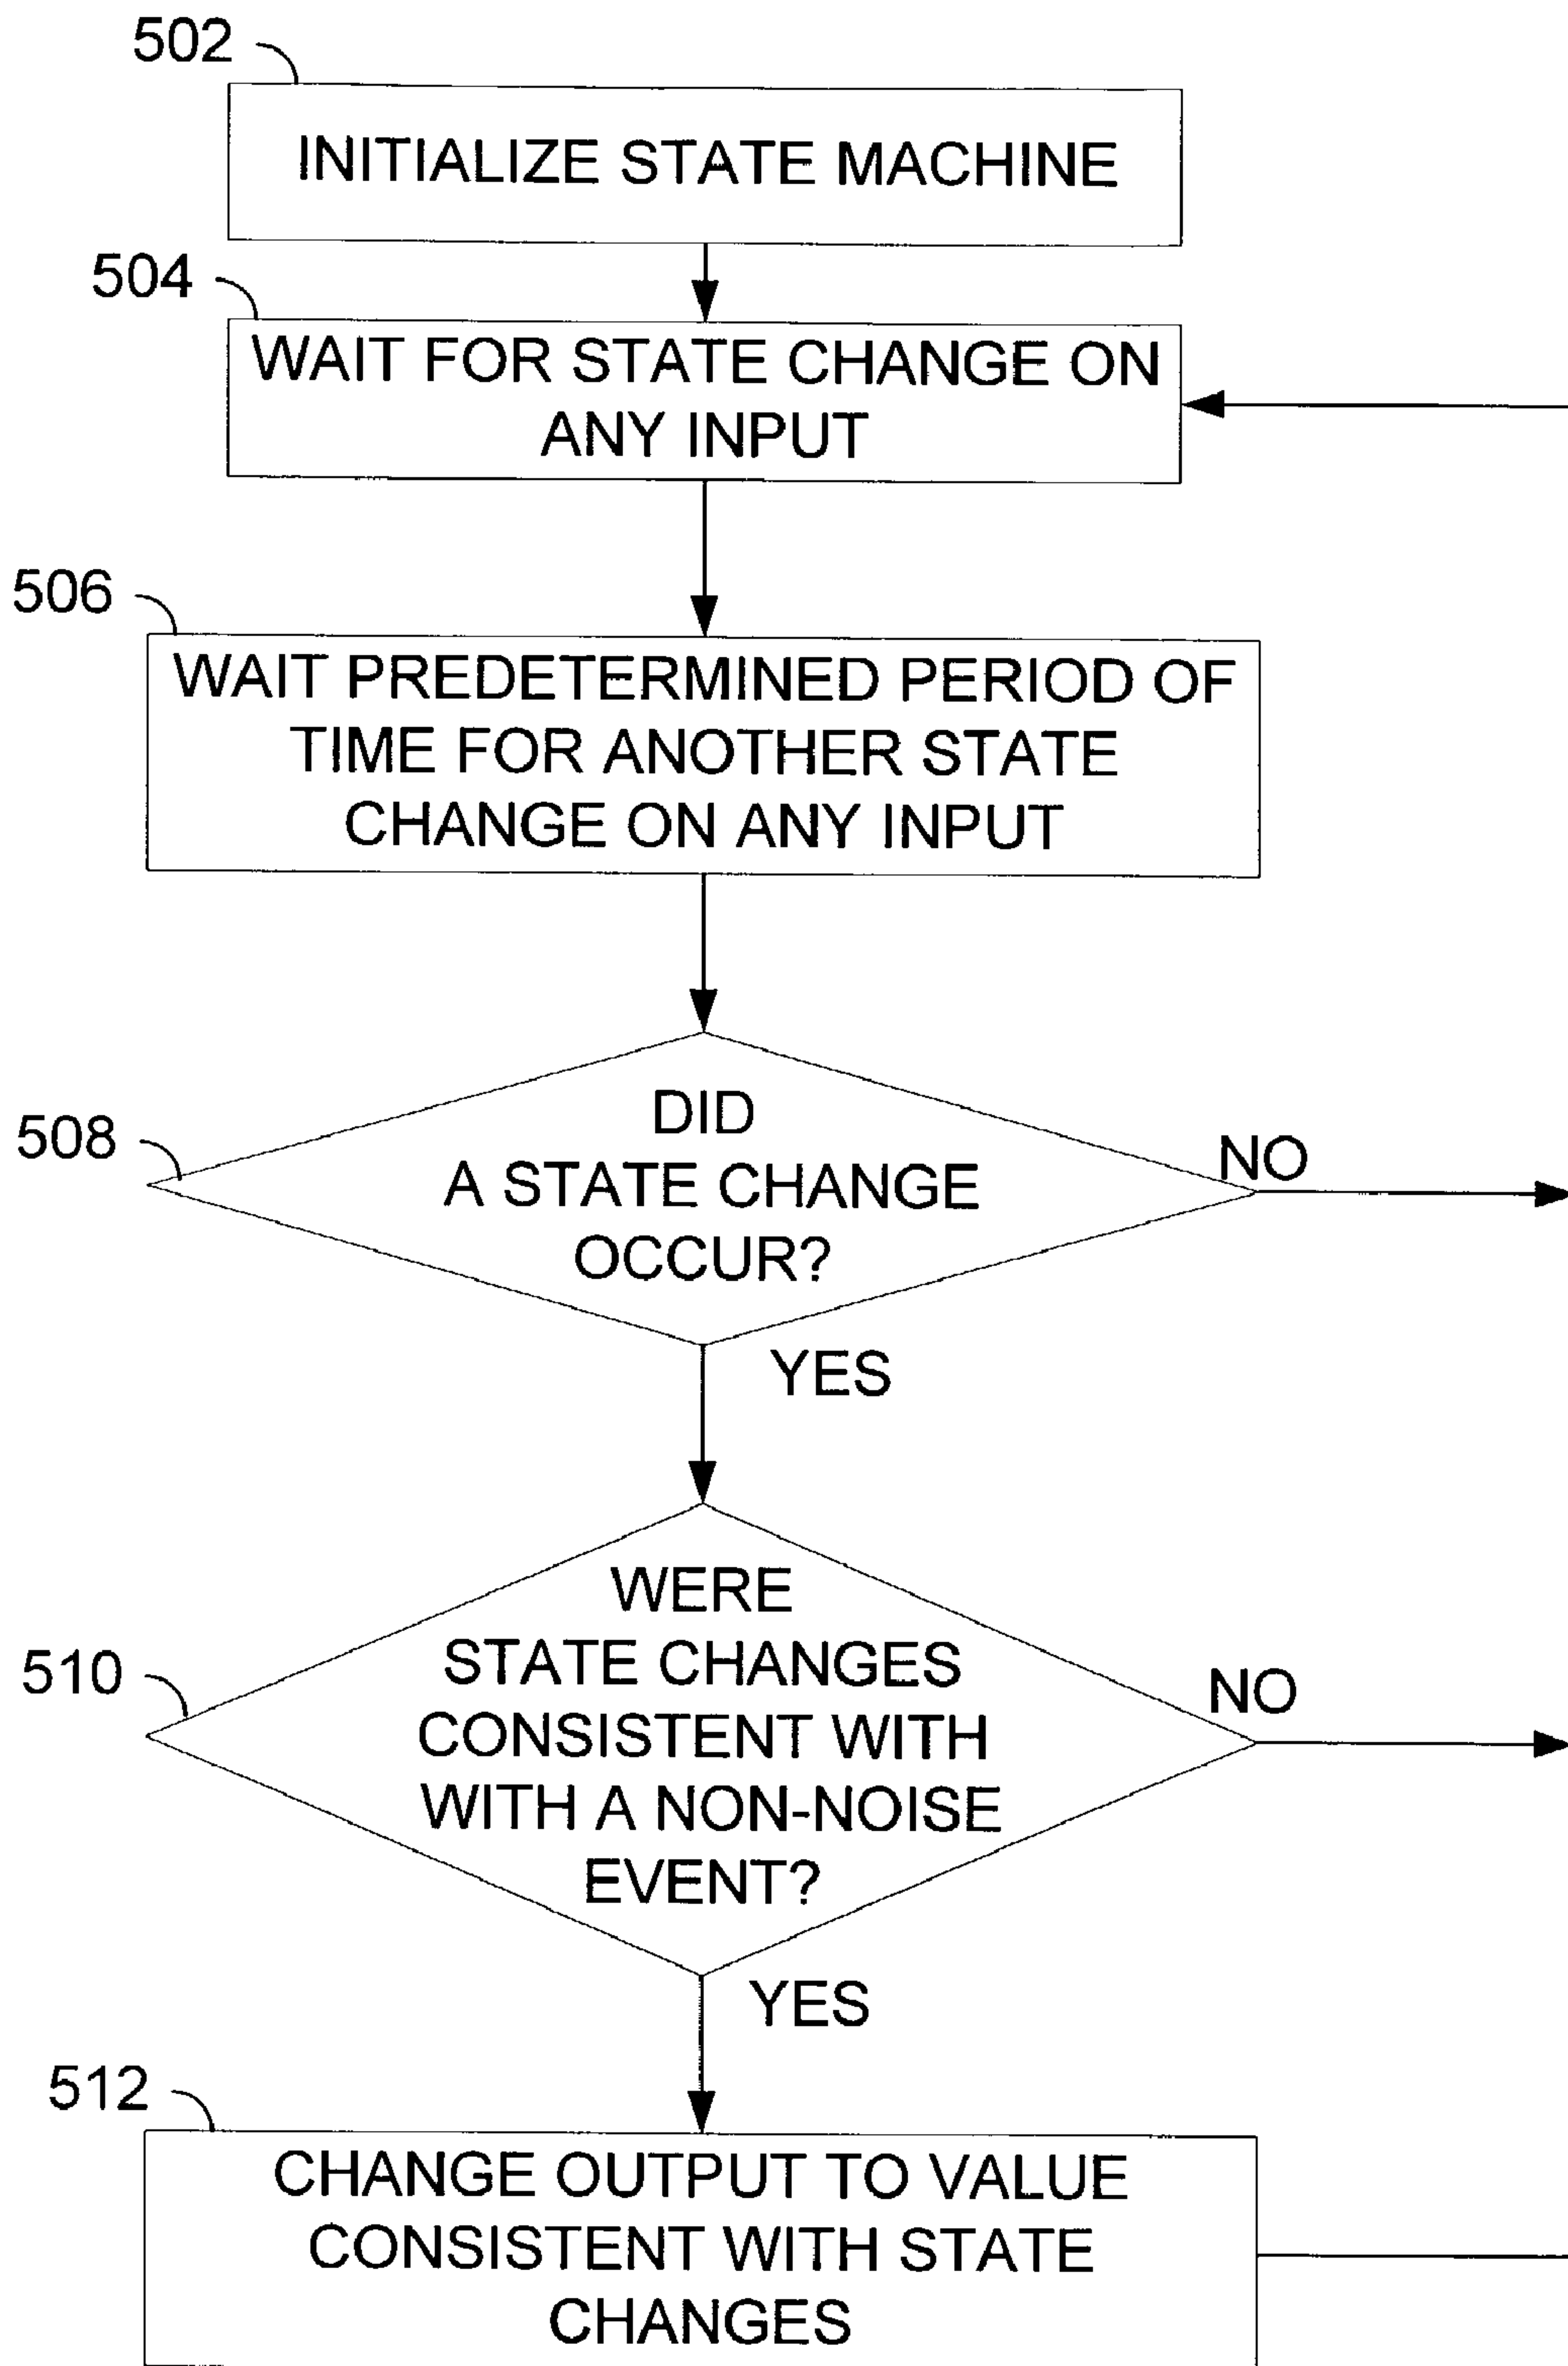 502
INITIALIZE STATE MACHINE
504
WAIT FOR STATE CHANGE ON
ANY INPUT
506
WAIT PREDETERMINED PERIOD OF
TIME FOR ANOTHER STATE
CHANGE ON ANY INPUT
508
DID
A STATE CHANGE
OCCUR?
NO
YES
510
WERE
STATE CHANGES
CONSISTENT WITH
WITH A NON-NOISE
EVENT?
NO
YES
512
CHANGE OUTPUT TO VALUE
CONSISTENT WITH STATE
CHANGES